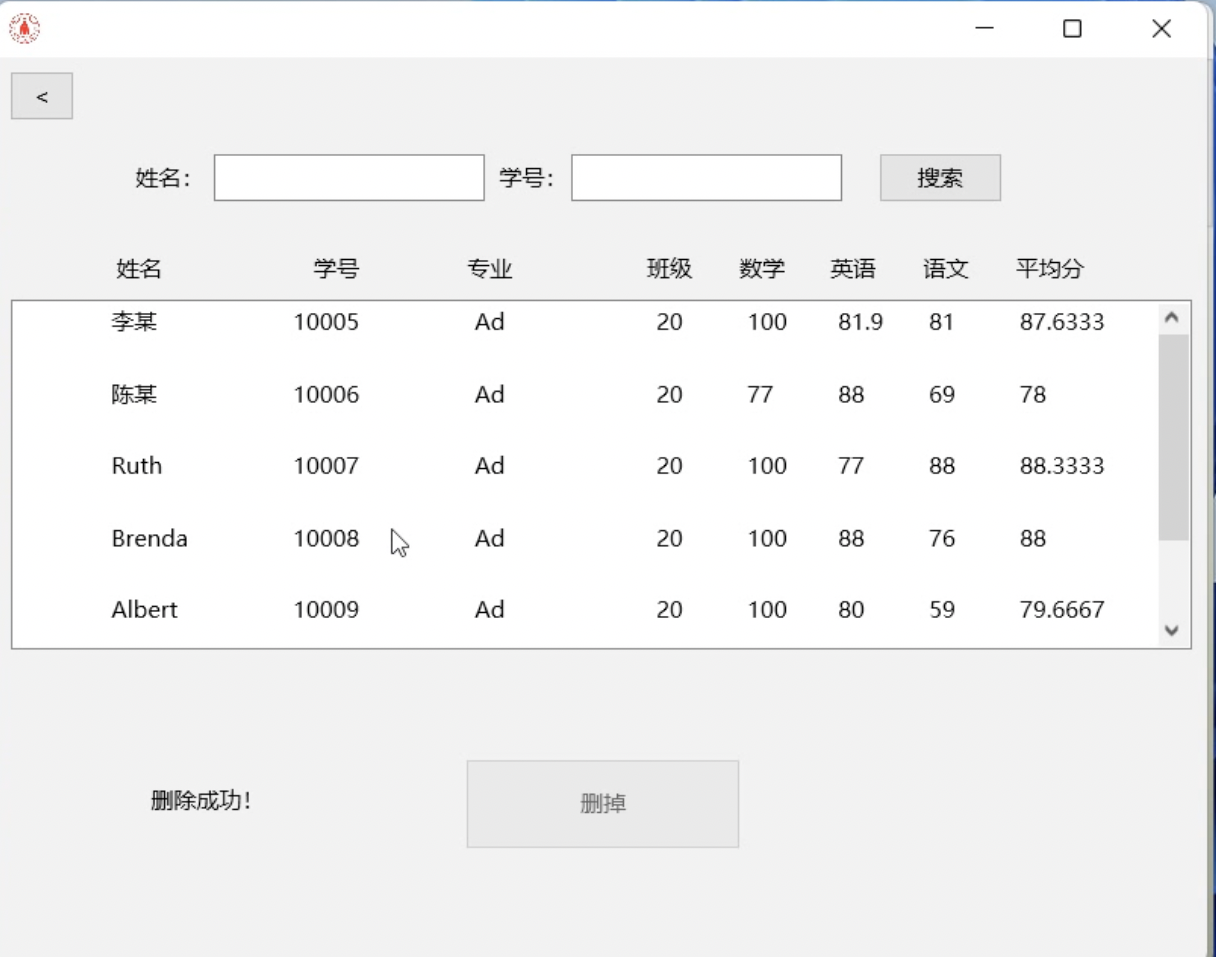 <
姓名： 学号： 搜索
姓名 学号 专业 班级 数学 英语 语文 平均分
李某 10005 Ad 20 100 81.9 81 87.6333
陈某 10006 Ad 20 77 88 69 78
Ruth 10007 Ad 20 100 77 88 88.3333
Brenda 10008 Ad 20 100 88 76 88
Albert 10009 Ad 20 100 80 59 79.6667
删除成功！ 删掉